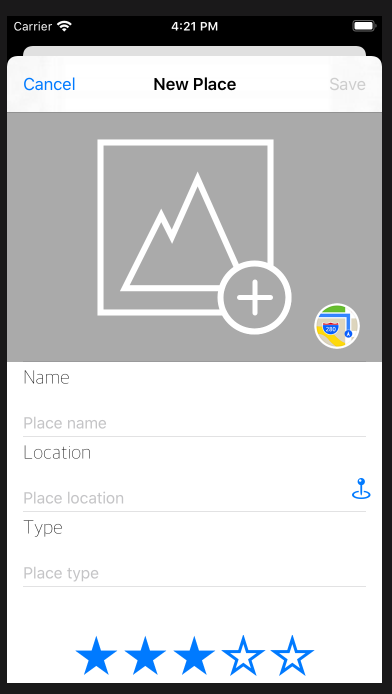 Carrier 4:21 PM
Cancel New Place Save
280
Name
Place name
Location
Place location
Type
Place type